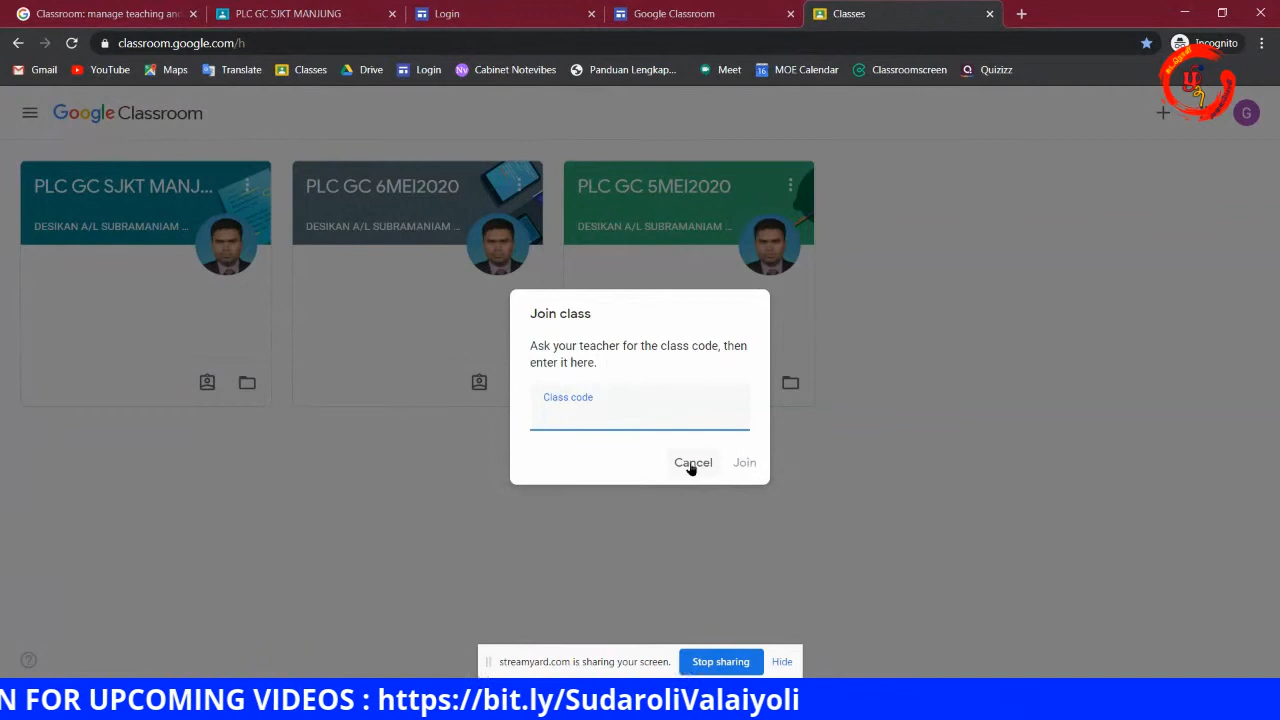 Classroom: manage teaching an
PLC GC SJKT MANJUNG
Login
Google Classroom
Classes
classroom.google.com/h
Incognito
Gmail
YouTube
Maps
Translate
Classes
Drive
Login
Cabinet Notevibes
Panduan Lengkap...
Meet
MOE Calendar
Classroomscreen
Quizizz
Google Classroom
G
PLC GC SJKT MANJ...
DESIKAN A/L SUBRAMANIAM ...
PLC GC 6MEI2020
DESIKAN A/L SUBRAMANIAM ...
PLC GC 5MEI2020
DESIKAN A/L SUBRAMANIAM ...
Join class
Ask your teacher for the class code, then
enter it here.
Class code
Cancel
Join
streamyard.com is sharing your screen.
Stop sharing
Hide
N FOR UPCOMING VIDEOS : https://bit.ly/SudaroliValaiyoli